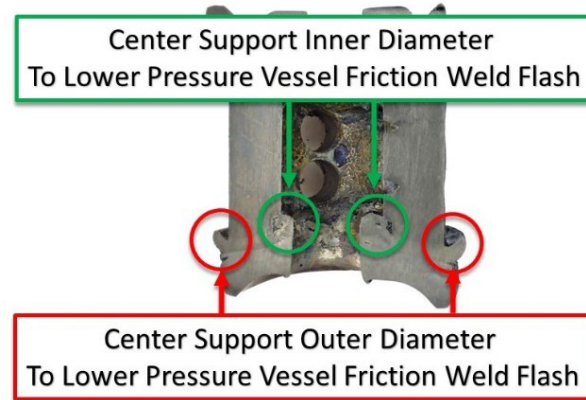 Center Support Inner Diameter
To Lower Pressure Vessel Friction Weld Flash
Center Support Outer Diameter
To Lower Pressure Vessel Friction Weld Flash